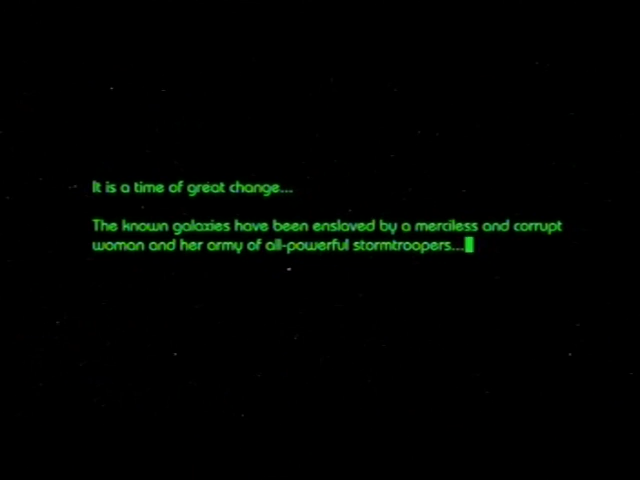 It is a time of great change...
The known galaxies have been enslaved by a merciless and corrupt
woman and her army of all-powerful stormtroopers...